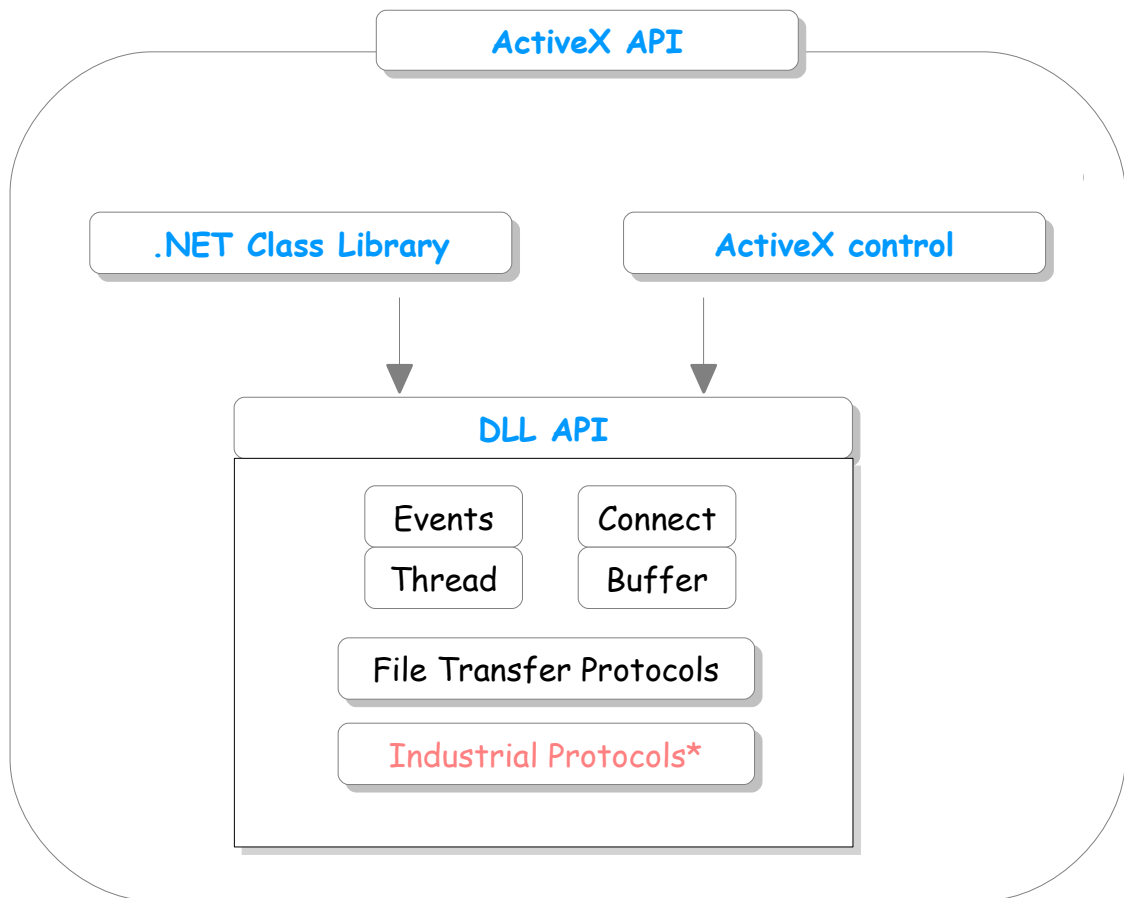 ActiveX API
.NET Class Library
ActiveX control
DLL API
Events
Connect
Thread
Buffer
File Transfer Protocols
Industrial Protocols*